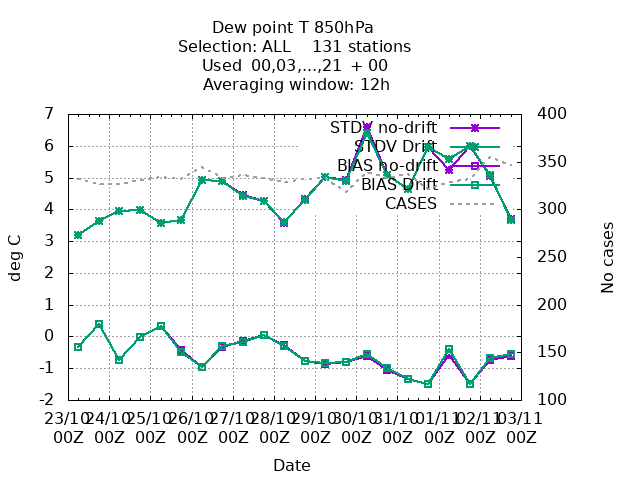 Dew point T 850hPa
Selection: ALL    131 stations
Used  00,03,...,21  + 00
Averaging window: 12h
STDV no-drift
STDV Drift
BIAS no-drift
BIAS Drift
CASES
7
6
5
4
3
2
1
0
-1
-2
400
350
300
250
200
150
100
deg C
No cases
23/10 24/10 25/10 26/10 27/10 28/10 29/10 30/10 31/10 01/11 02/11 03/11
00Z 00Z 00Z 00Z 00Z 00Z 00Z 00Z 00Z 00Z 00Z 00Z
Date